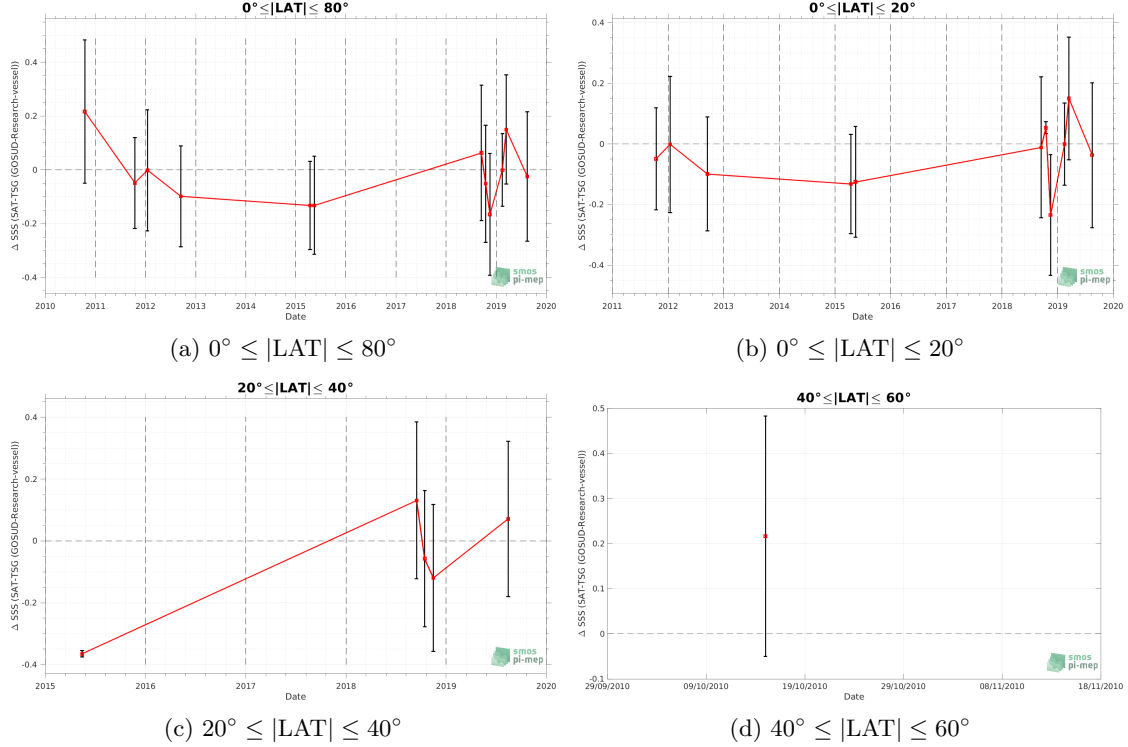 0°≤|LAT|≤ 80°
Δ SSS (SAT-TSG (GOSUD-Research-vessel))
0.4
0.2
0
-0.2
-0.4
2010 2011 2012 2013 2014 2015 2016 2017 2018 2019 2020
Date
smos
pi-mep
(a) 0° ≤ |LAT| ≤ 80°
0°≤|LAT|≤ 20°
Δ SSS (SAT-TSG (GOSUD-Research-vessel))
0.4
0.2
0
-0.2
-0.4
2011 2012 2013 2014 2015 2016 2017 2018 2019 2020
Date
smos
pi-mep
(b) 0° ≤ |LAT| ≤ 20°
20°≤|LAT|≤ 40°
Δ SSS (SAT-TSG (GOSUD-Research-vessel))
0.4
0.2
0
-0.2
-0.4
2015 2016 2017 2018 2019 2020
Date
smos
pi-mep
(c) 20° ≤ |LAT| ≤ 40°
40°≤|LAT|≤ 60°
Δ SSS (SAT-TSG (GOSUD-Research-vessel))
0.5
0.4
0.3
0.2
0.1
0
-0.1
29/09/2010 09/10/2010 19/10/2010 29/10/2010 08/11/2010 18/11/2010
Date
smos
pi-mep
(d) 40° ≤ |LAT| ≤ 60°